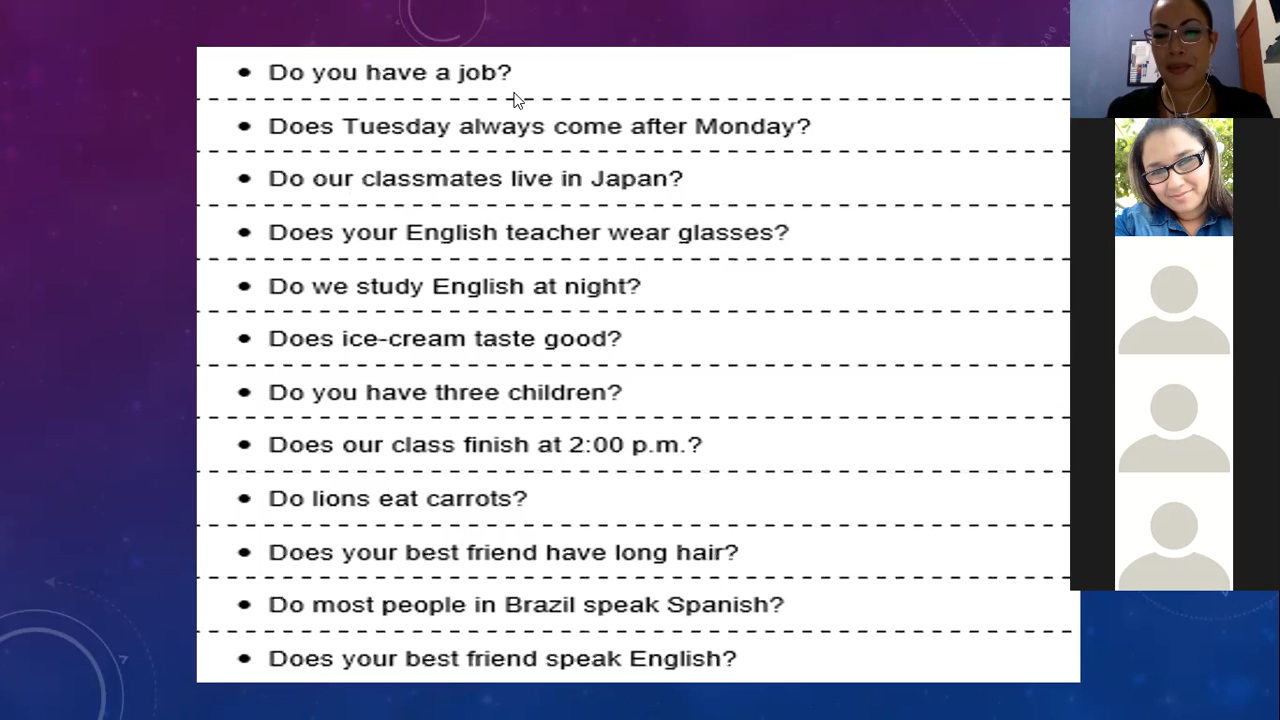 • Do you have a job?
• Does Tuesday always come after Monday?
• Do our classmates live in Japan?
• Does your English teacher wear glasses?
• Do we study English at night?
• Does ice-cream taste good?
• Do you have three children?
• Does our class finish at 2:00 p.m.?
• Do lions eat carrots?
• Does your best friend have long hair?
• Do most people in Brazil speak Spanish?
• Does your best friend speak English?
200